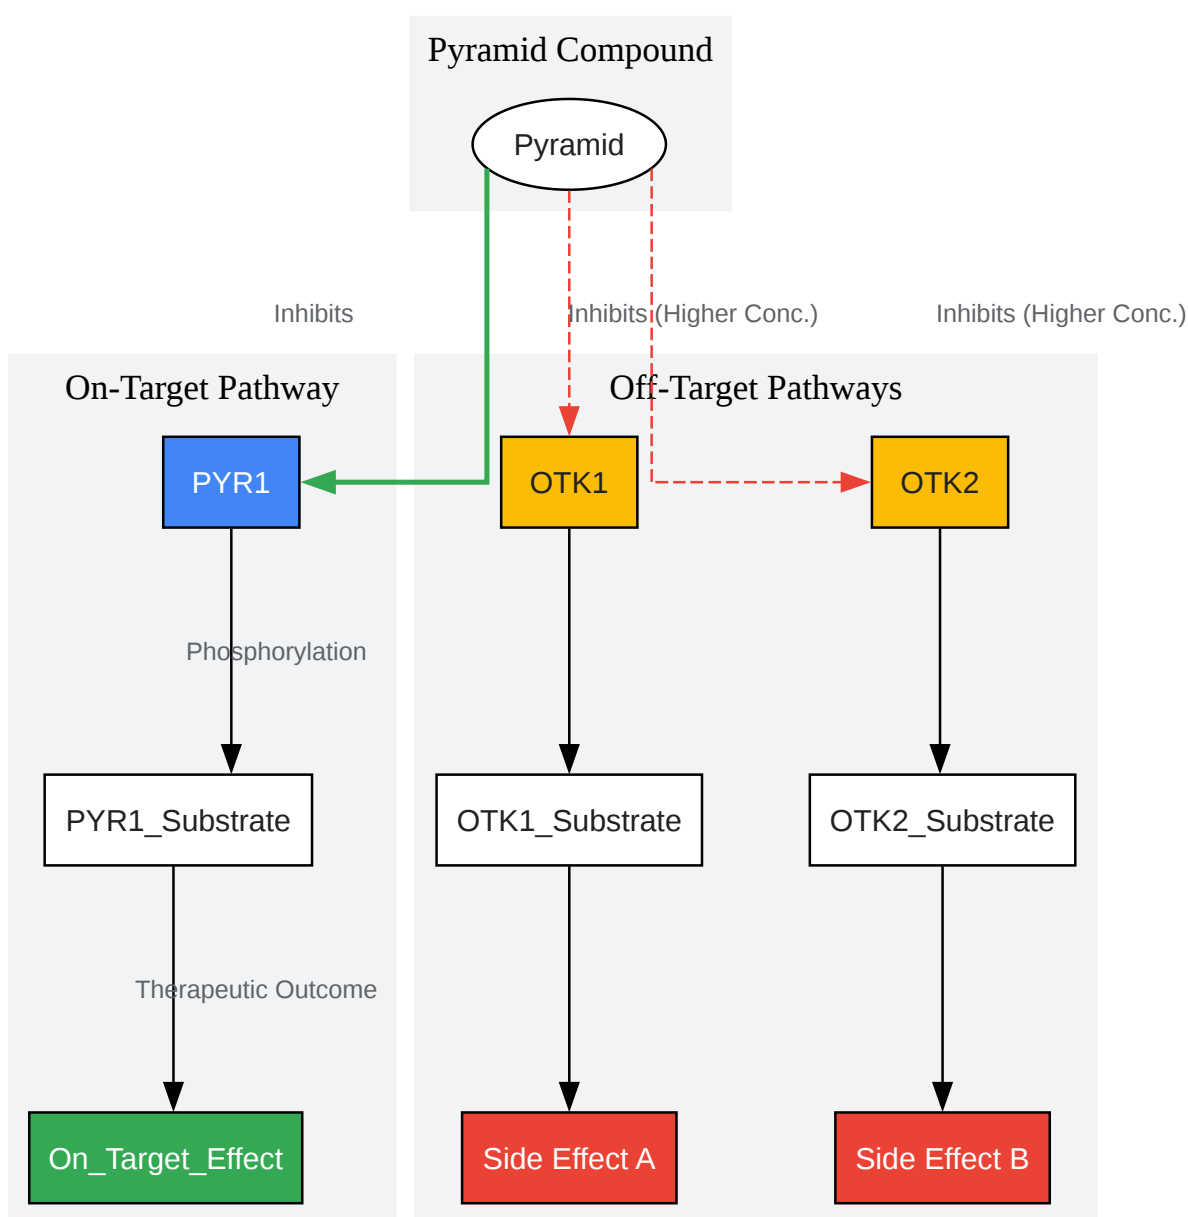 Pyramid Compound
Pyramid
Inhibits
Inhibits (Higher Conc.)
Inhibits (Higher Conc.)
On-Target Pathway
Off-Target Pathways
PYR1
OTK1
OTK2
Phosphorylation
PYR1_Substrate
OTK1_Substrate
OTK2_Substrate
Therapeutic Outcome
On_Target_Effect
Side Effect A
Side Effect B